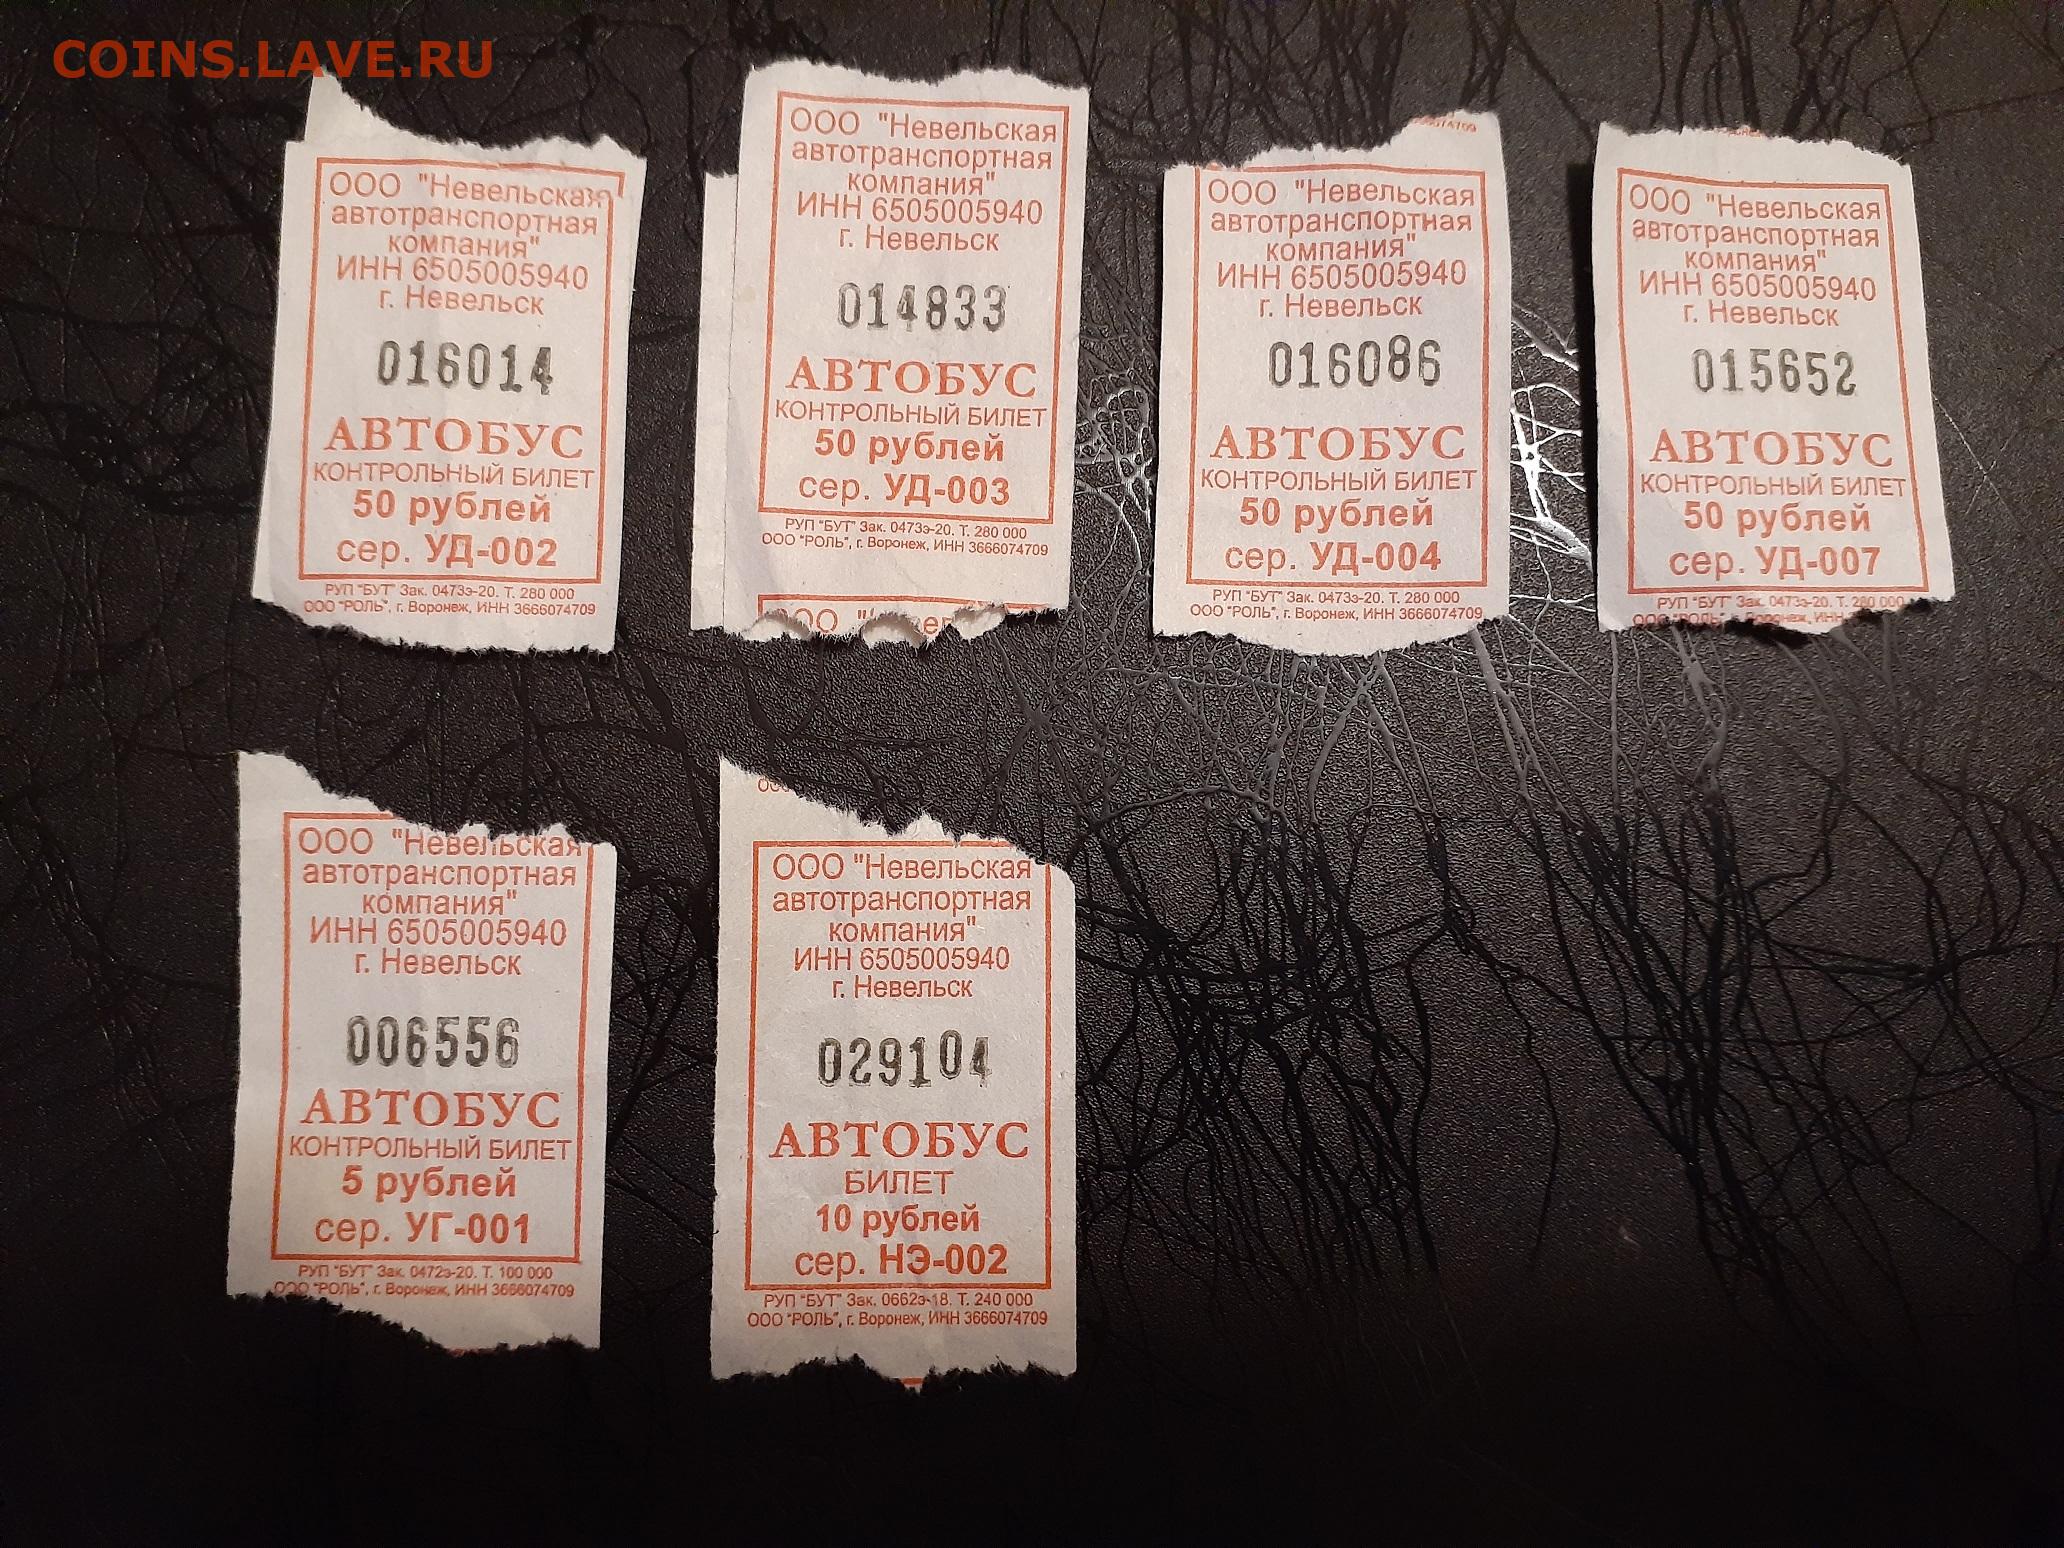 COINS.LAVE.RU
ООО "Невельская
автотранспортная
компания"
ИНН 6505005940
г. Невельск
016014
АВТОБУС
КОНТРОЛЬНЫЙ БИЛЕТ
50 рублей
сер. УД-002
РУП "БУТ" Зак. 0473э-20. Т. 280 000
ООО "РОЛЬ", г. Воронеж, ИНН 3666074709
ООО "Невельская
автотранспортная
компания"
ИНН 6505005940
г. Невельск
014833
АВТОБУС
КОНТРОЛЬНЫЙ БИЛЕТ
50 рублей
сер. УД-003
РУП "БУТ" Зак. 0473э-20. Т. 280 000
ООО "РОЛЬ", г. Воронеж, ИНН 3666074709
ООО "Невельская
автотранспортная
компания"
ИНН 6505005940
г. Невельск
016086
АВТОБУС
КОНТРОЛЬНЫЙ БИЛЕТ
50 рублей
сер. УД-004
РУП "БУТ" Зак. 0473э-20. Т. 280 000
ООО "РОЛЬ", г. Воронеж, ИНН 3666074709
ООО "Невельская
автотранспортная
компания"
ИНН 6505005940
г. Невельск
015652
АВТОБУС
КОНТРОЛЬНЫЙ БИЛЕТ
50 рублей
сер. УД-007
РУП "БУТ" Зак. 0473э-20. Т. 280 000
ООО "РОЛЬ", г. Воронеж, ИНН
ООО "Невельская
автотранспортная
компания"
ИНН 6505005940
г. Невельск
006556
АВТОБУС
КОНТРОЛЬНЫЙ БИЛЕТ
5 рублей
сер. УГ-001
РУП "БУТ" Зак. 0472э-20. Т. 100 000
ООО "РОЛЬ", г. Воронеж, ИНН 3666074709
ООО "Невельская
автотранспортная
компания"
ИНН 6505005940
г. Невельск
029104
АВТОБУС
БИЛЕТ
10 рублей
сер. НЭ-002
РУП "БУТ" Зак. 0662э-18. Т. 240 000
ООО "РОЛЬ", г. Воронеж, ИНН 3666074709